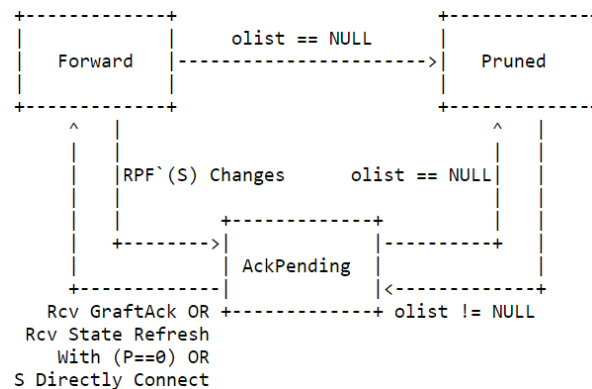 olist == NULL
Forward
Pruned
RPF`(S) Changes
olist == NULL
AckPending
Rcv GraftAck OR
olist != NULL
Rcv State Refresh
With (P==0) OR
S Directly Connect